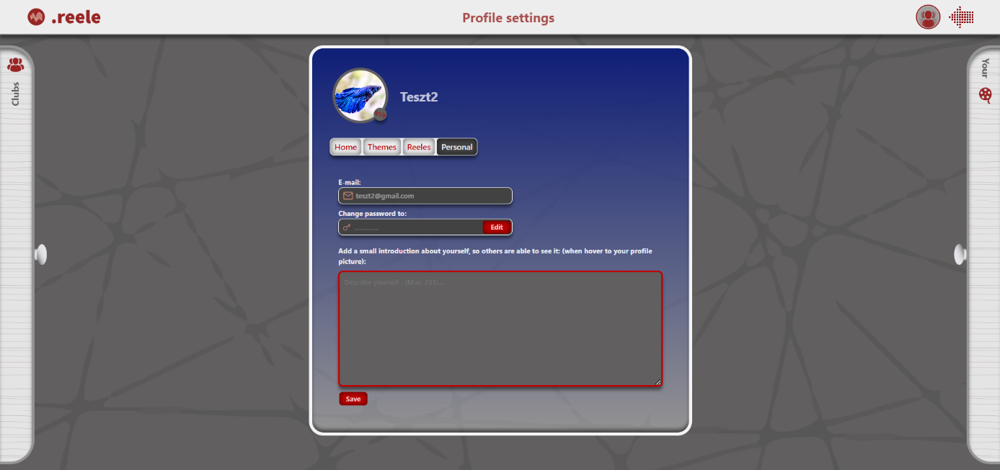 .reele
Profile settings
Clubs
Your
Teszt2
Home
Themes
Reeles
Personal
E-mail:
teszt2@gmail.com
Change password to:
...............
Edit
Add a small introduction about yourself, so others are able to see it: (when hover to your profile
picture):
Describe yourself - (Max: 255)...
Save